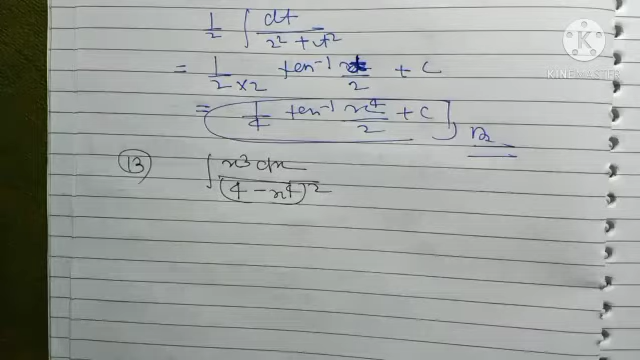 1/2 ∫ dt / 2² + t²
= 1/2×2 tan⁻¹ t/2 + C
= 1/4 tan⁻¹ x⁴/2 + C
13 ∫ x³ dx / (4 - x⁴)²
K
KINEMASTER